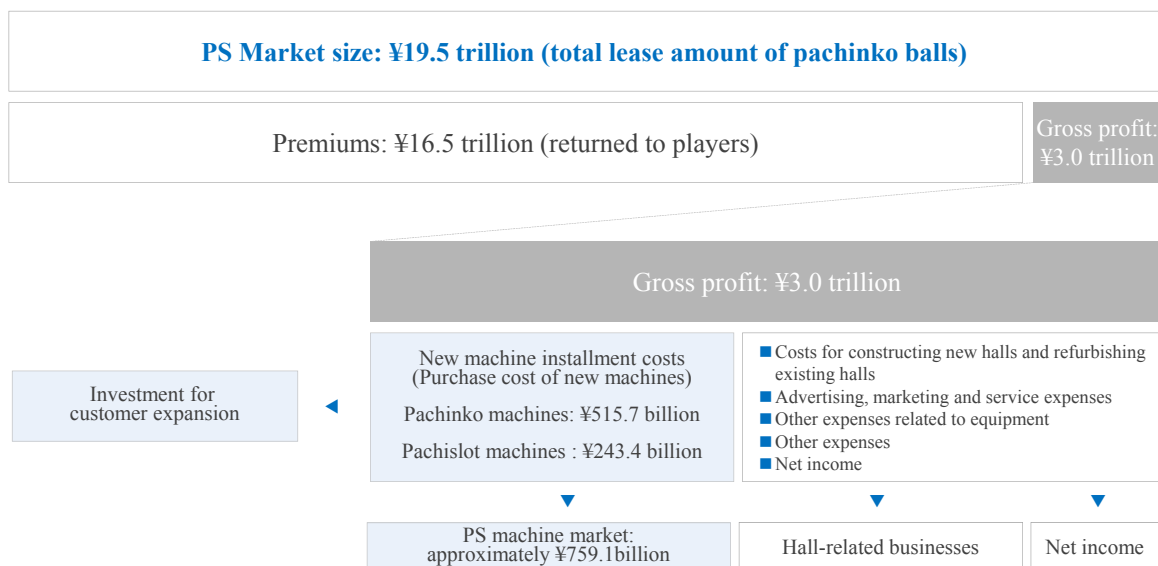 PS Market size: ¥19.5 trillion (total lease amount of pachinko balls)
Premiums: ¥16.5 trillion (returned to players)
Gross profit:
¥3.0 trillion
Gross profit: ¥3.0 trillion
Investment for
customer expansion
New machine installment costs
(Purchase cost of new machines)
Pachinko machines: ¥515.7 billion
Pachislot machines : ¥243.4 billion
Costs for constructing new halls and refurbishing
existing halls
Advertising, marketing and service expenses
Other expenses related to equipment
Other expenses
Net income
PS machine market:
approximately ¥759.1billion
Hall-related businesses
Net income